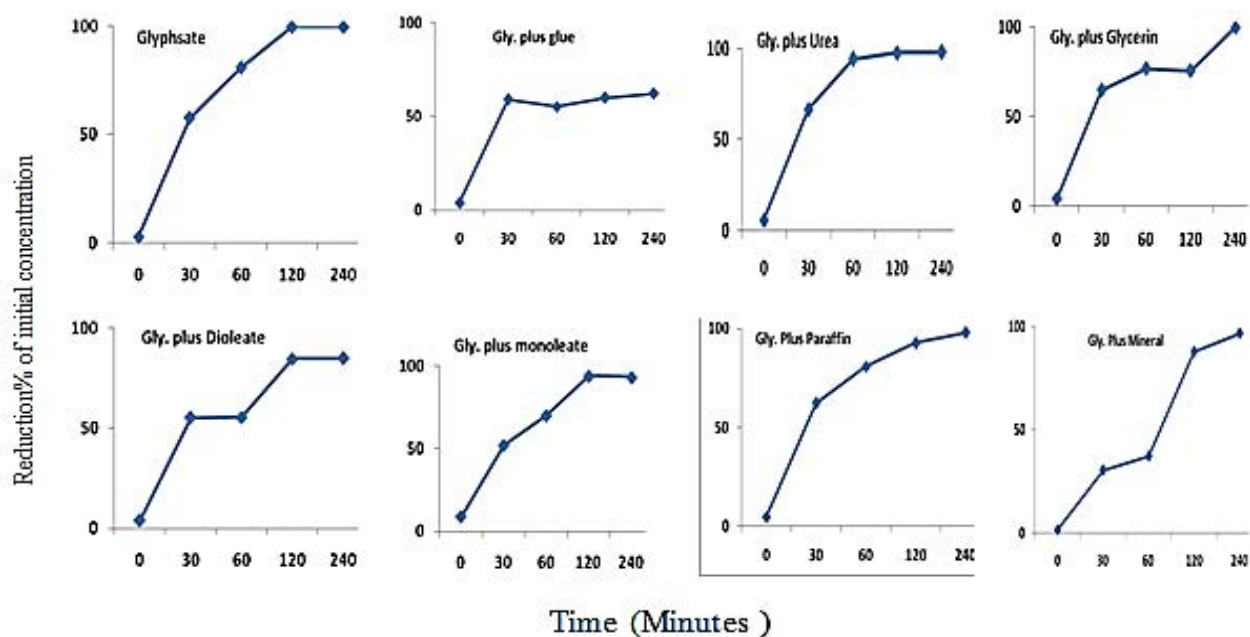 Reduction% of initial concentration
Glyphsate
100
50
0
0 30 60 120 240
Gly. plus glue
100
50
0
0 30 60 120 240
Gly. plus Urea
100
50
0
0 30 60 120 240
Gly. plus Glycerin
100
50
0
0 30 60 120 240
Gly. plus Dioleate
100
50
0
0 30 60 120 240
Gly. plus monoleate
100
50
0
0 30 60 120 240
Gly. Plus Paraffin
100
50
0
0 30 60 120 240
Gly. Plus Mineral
100
50
0
0 30 60 120 240
Time (Minutes )